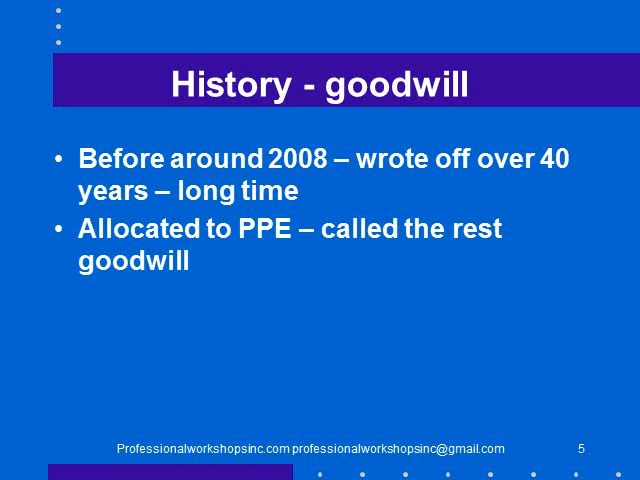 History - goodwill
• Before around 2008 – wrote off over 40
years – long time
• Allocated to PPE – called the rest
goodwill
Professionalworkshopsinc.com professionalworkshopsinc@gmail.com 5